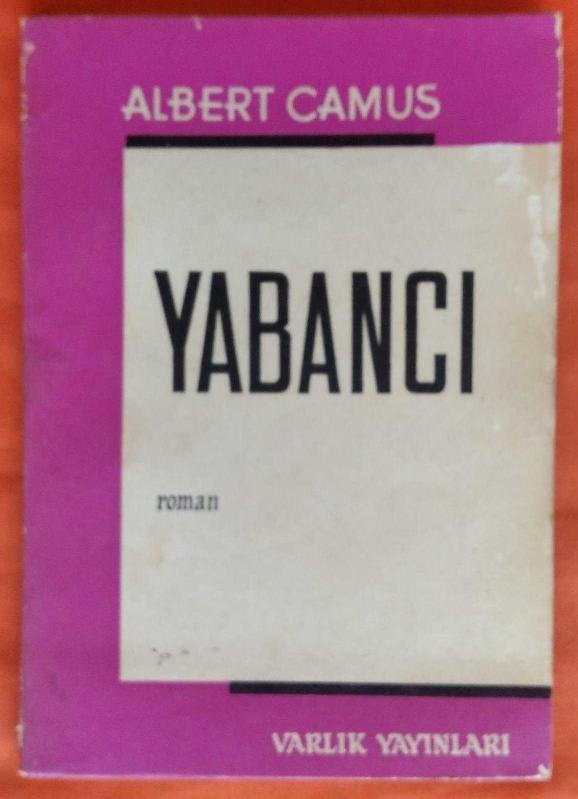 ALBERT CAMUS
YABANCI
roman
VARLIK YAYINLARI